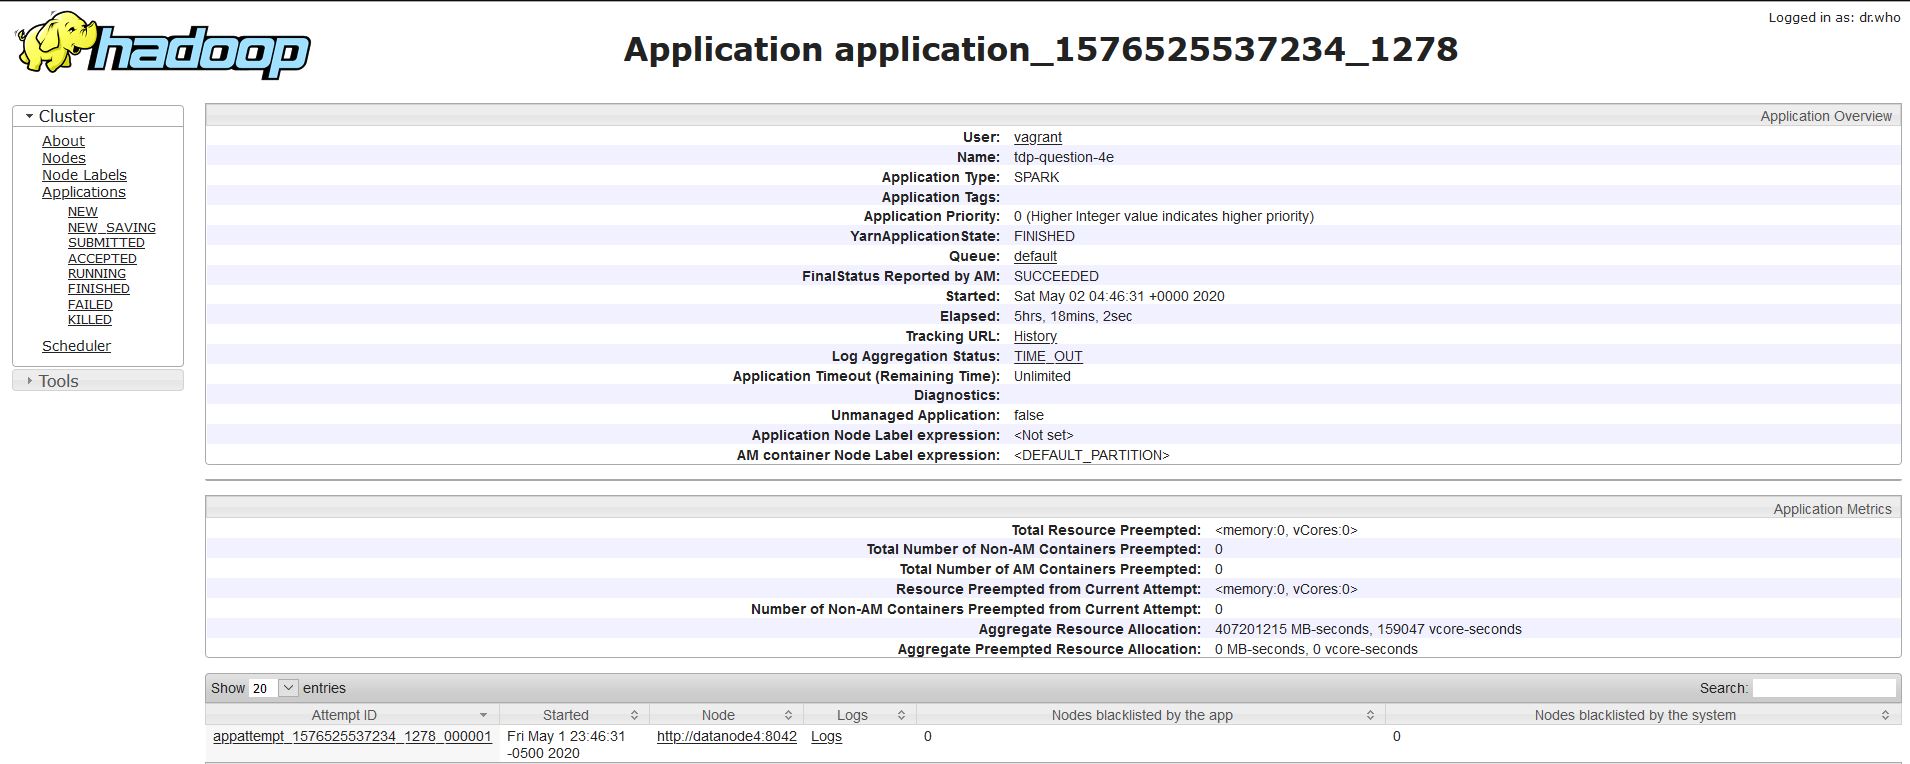 Logged in as: dr.who
hadoop
Application application_1576525537234_1278
Cluster
About
Nodes
Node Labels
Applications
NEW
NEW_SAVING
SUBMITTED
ACCEPTED
RUNNING
FINISHED
FAILED
KILLED
Scheduler
Tools
Application Overview
User: vagrant
Name: tdp-question-4e
Application Type: SPARK
Application Tags:
Application Priority: 0 (Higher Integer value indicates higher priority)
YarnApplicationState: FINISHED
Queue: default
FinalStatus Reported by AM: SUCCEEDED
Started: Sat May 02 04:46:31 +0000 2020
Elapsed: 5hrs, 18mins, 2sec
Tracking URL: History
Log Aggregation Status: TIME_OUT
Application Timeout (Remaining Time): Unlimited
Diagnostics:
Unmanaged Application: false
Application Node Label expression: <Not set>
AM container Node Label expression: <DEFAULT_PARTITION>
Application Metrics
Total Resource Preempted: <memory:0, vCores:0>
Total Number of Non-AM Containers Preempted: 0
Total Number of AM Containers Preempted: 0
Resource Preempted from Current Attempt: <memory:0, vCores:0>
Number of Non-AM Containers Preempted from Current Attempt: 0
Aggregate Resource Allocation: 407201215 MB-seconds, 159047 vcore-seconds
Aggregate Preempted Resource Allocation: 0 MB-seconds, 0 vcore-seconds
Show 20 entries Search:
Attempt ID Started Node Logs Nodes blacklisted by the app Nodes blacklisted by the system
appattempt_1576525537234_1278_000001 Fri May 1 23:46:31 http://datanode4:8042 Logs 0 0
-0500 2020